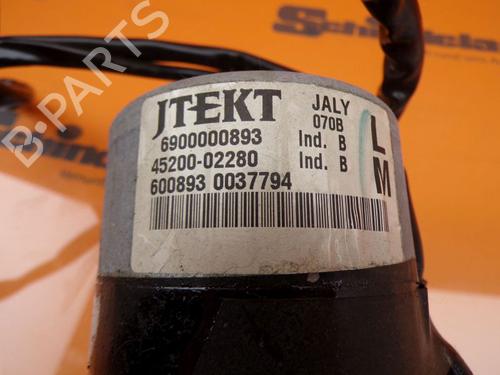 B-PARTS
JTEKT
JALY
070B
6900000893
Ind. B
45200-02280
Ind. B
600893 0037794
L
M